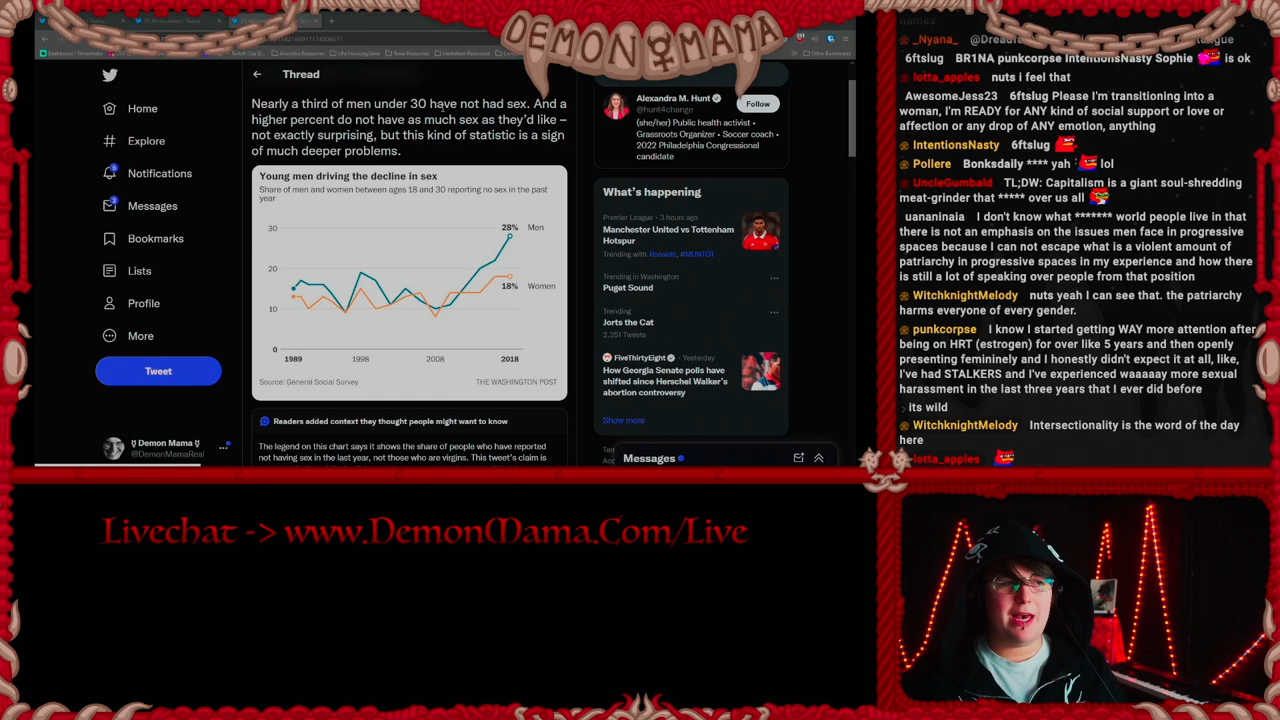 DEMON MAMA
Thread
Home
Explore
Notifications
Messages
Bookmarks
Lists
Profile
More
Tweet
Demon Mama
@DemonMamaReal
Nearly a third of men under 30 have not had sex. And a
higher percent do not have as much sex as they'd like –
not exactly surprising, but this kind of statistic is a sign
of much deeper problems.
Young men driving the decline in sex
Share of men and women between ages 18 and 30 reporting no sex in the past
year
30
28% Men
20
18% Women
10
0
1989 1998 2008 2018
Source: General Social Survey THE WASHINGTON POST
Readers added context they thought people might want to know
The legend on this chart says it shows the share of people who have reported
not having sex in the last year, not those who are virgins. This tweet's claim is
Alexandra M. Hunt
@hunt4change
Follow
(she/her) Public health activist •
Grassroots Organizer • Soccer coach •
2022 Philadelphia Congressional
candidate
What's happening
Premier League · 3 hours ago
Manchester United vs Tottenham
Hotspur
Trending with Ronaldo, #MUNTOT
Trending in Washington
Puget Sound
Trending
Jorts the Cat
2,351 Tweets
FiveThirtyEight · Yesterday
How Georgia Senate polls have
shifted since Herschel Walker's
abortion controversy
Show more
Messages
names
_Nyana_ @Dread
6ftslug BR1NA punkcorpse IntentionsNasty Sophie is ok
lotta_apples nuts i feel that
AwesomeJess23 6ftslug Please I'm transitioning into a
woman, I'm READY for ANY kind of social support or love or
affection or any drop of ANY emotion, anything
IntentionsNasty 6ftslug
Pollere Bonksdaily **** yah lol
UncleGumbald TL;DW: Capitalism is a giant soul-shredding
meat-grinder that ***** over us all
uananinaia I don't know what ******* world people live in that
there is not an emphasis on the issues men face in progressive
spaces because I can not escape what is a violent amount of
patriarchy in progressive spaces in my experience and how there
is still a lot of speaking over people from that position
WitchknightMelody nuts yeah I can see that. the patriarchy
harms everyone of every gender.
punkcorpse I know I started getting WAY more attention after
being on HRT (estrogen) for over like 5 years and then openly
presenting femininely and I honestly didn't expect it at all, like,
I've had STALKERS and I've experienced waaaay more sexual
harassment in the last three years that I ever did before
its wild
WitchknightMelody Intersectionality is the word of the day
here
lotta_apples
Livechat -> www.DemonMama.Com/Live